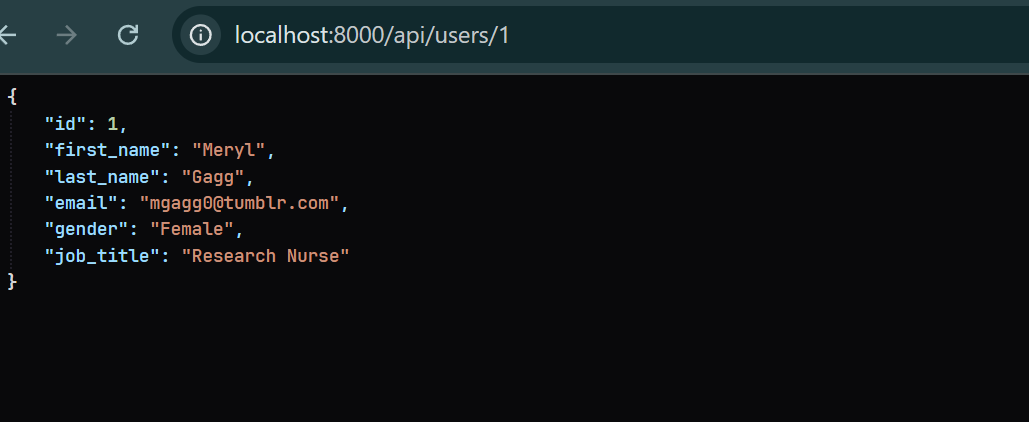 localhost:8000/api/users/1
{
"id": 1,
"first_name": "Meryl",
"last_name": "Gagg",
"email": "mgagg0@tumblr.com",
"gender": "Female",
"job_title": "Research Nurse"
}